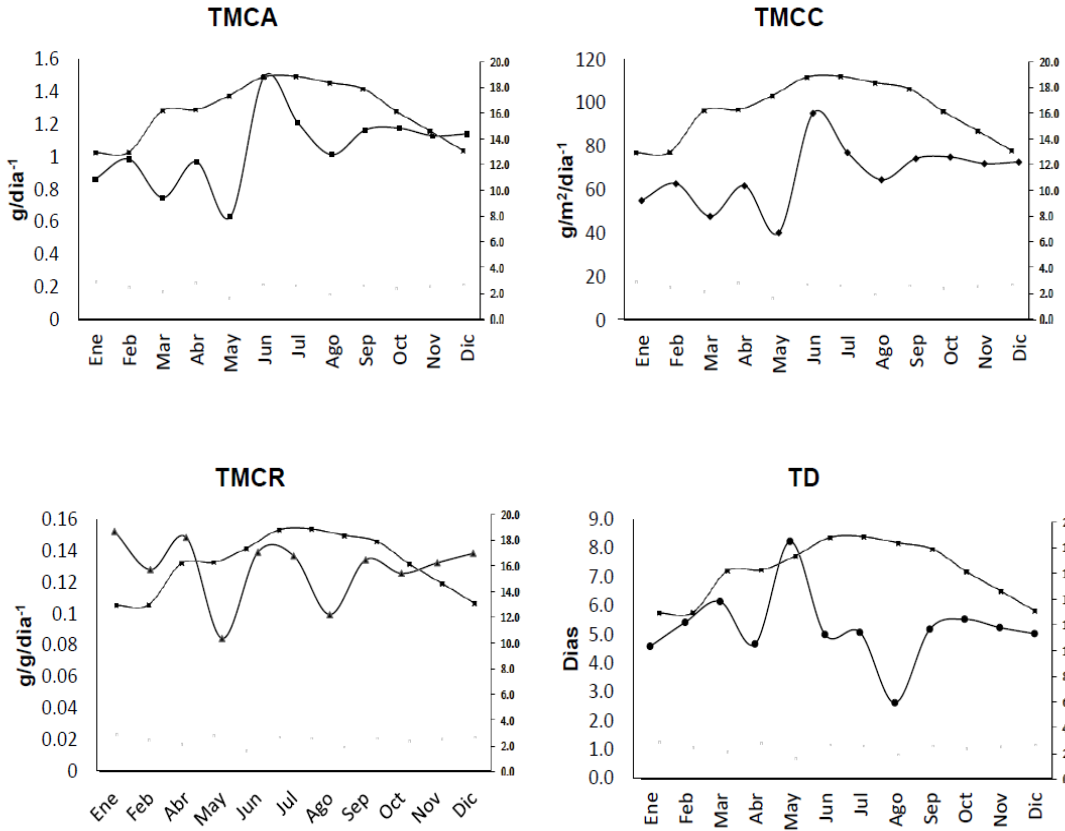 TMCA
g/dia⁻¹
1.6
1.4
1.2
1
0.8
0.6
0.4
0.2
0
20.0
18.0
16.0
14.0
12.0
10.0
8.0
6.0
4.0
2.0
0.0
Ene
Feb
Mar
Abr
May
Jun
Jul
Ago
Sep
Oct
Nov
Dic
TMCC
g/m²/dia⁻¹
120
100
80
60
40
20
0
20.0
18.0
16.0
14.0
12.0
10.0
8.0
6.0
4.0
2.0
0.0
Ene
Feb
Mar
Abr
May
Jun
Jul
Ago
Sep
Oct
Nov
Dic
TMCR
g/g/dia⁻¹
0.16
0.14
0.12
0.1
0.08
0.06
0.04
0.02
0
20.0
18.0
16.0
14.0
12.0
10.0
8.0
6.0
4.0
2.0
0.0
Ene
Feb
Abr
May
Jun
Jul
Ago
Sep
Oct
Nov
Dic
TD
Dias
9.0
8.0
7.0
6.0
5.0
4.0
3.0
2.0
1.0
0.0
Ene
Feb
Mar
Abr
May
Jun
Jul
Ago
Sep
Oct
Nov
Dic